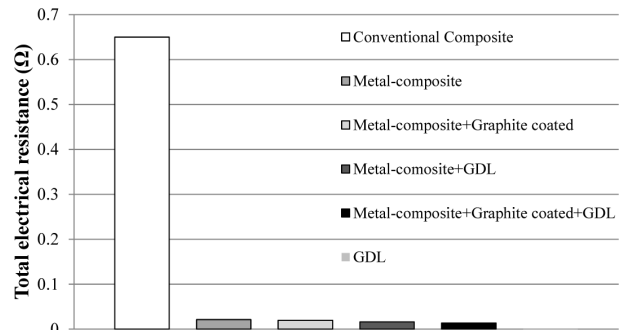 Total electrical resistance (Ω)
0.7
0.6
0.5
0.4
0.3
0.2
0.1
0
Conventional Composite
Metal-composite
Metal-composite+Graphite coated
Metal-comosite+GDL
Metal-composite+Graphite coated+GDL
GDL